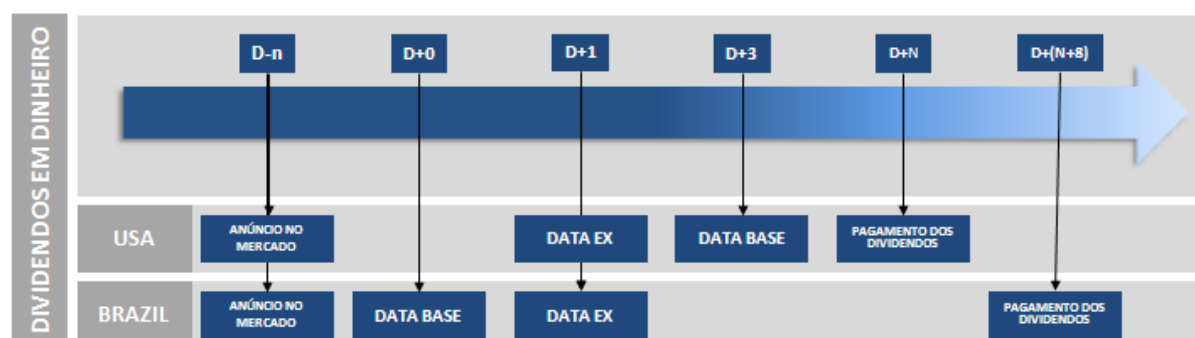 DIVIDENDOS EM DINHEIRO
D-n
D+0
D+1
D+3
D+N
D+(N+8)
USA
ANÚNCIO NO
MERCADO
DATA EX
DATA BASE
PAGAMENTO DOS
DIVIDENDOS
BRAZIL
ANÚNCIO NO
MERCADO
DATA BASE
DATA EX
PAGAMENTO DOS
DIVIDENDOS